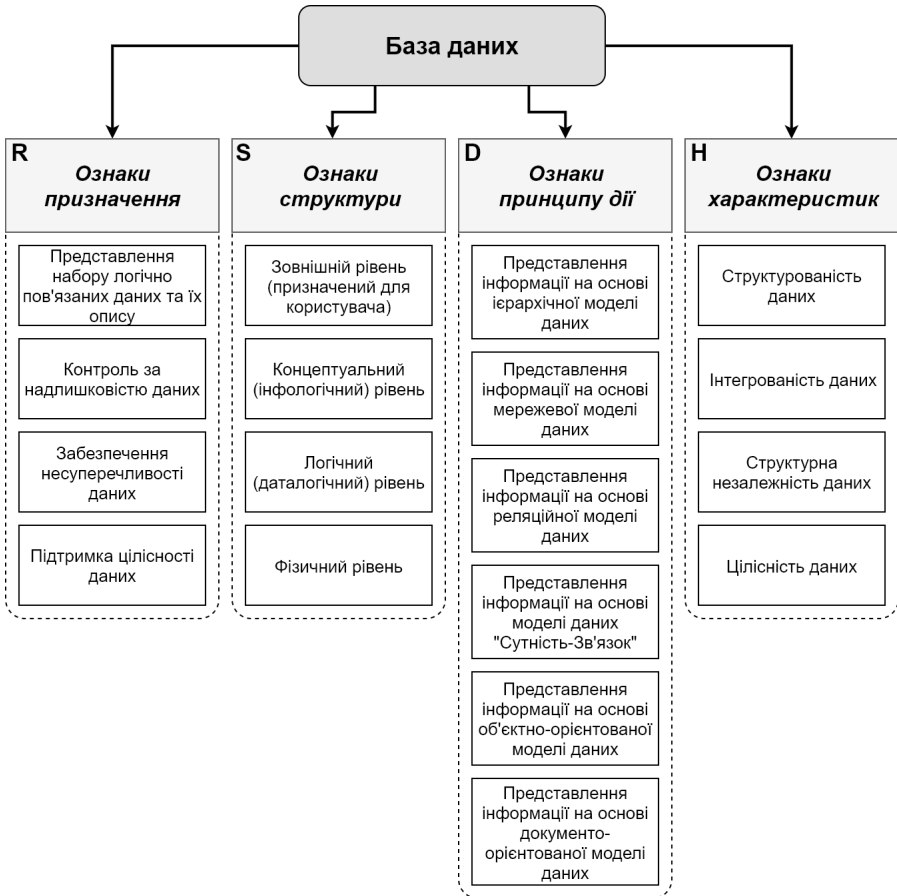 База даних
R
Ознаки
призначення
Представлення
набору логічно
пов'язаних даних та їх
опису
Контроль за
надлишковістю даних
Забезпечення
несуперечливості
даних
Підтримка цілісності
даних
S
Ознаки
структури
Зовнішній рівень
(призначений для
користувача)
Концептуальний
(інфологічний) рівень
Логічний
(даталогічний) рівень
Фізичний рівень
D
Ознаки
принципу дії
Представлення
інформації на основі
ієрархічної моделі
даних
Представлення
інформації на основі
мережевої моделі
даних
Представлення
інформації на основі
реляційної моделі
даних
Представлення
інформації на основі
моделі даних
"Сутність-Зв'язок"
Представлення
інформації на основі
об'єктно-орієнтованої
моделі даних
Представлення
інформації на основі
документо-
орієнтованої моделі
даних
H
Ознаки
характеристик
Структурованість
даних
Інтегрованість даних
Структурна
незалежність даних
Цілісність даних